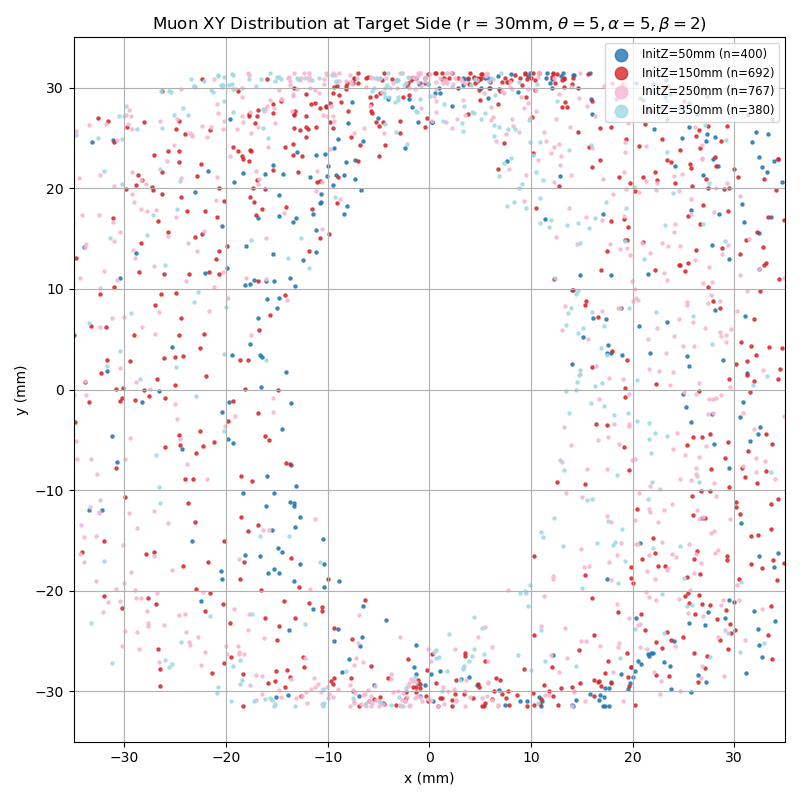 Muon XY Distribution at Target Side (r = 30mm, θ = 5, α = 5, β = 2)
InitZ=50mm (n=400)
InitZ=150mm (n=692)
InitZ=250mm (n=767)
InitZ=350mm (n=380)
30
20
10
0
−10
−20
−30
y (mm)
−30 −20 −10 0 10 20 30
x (mm)